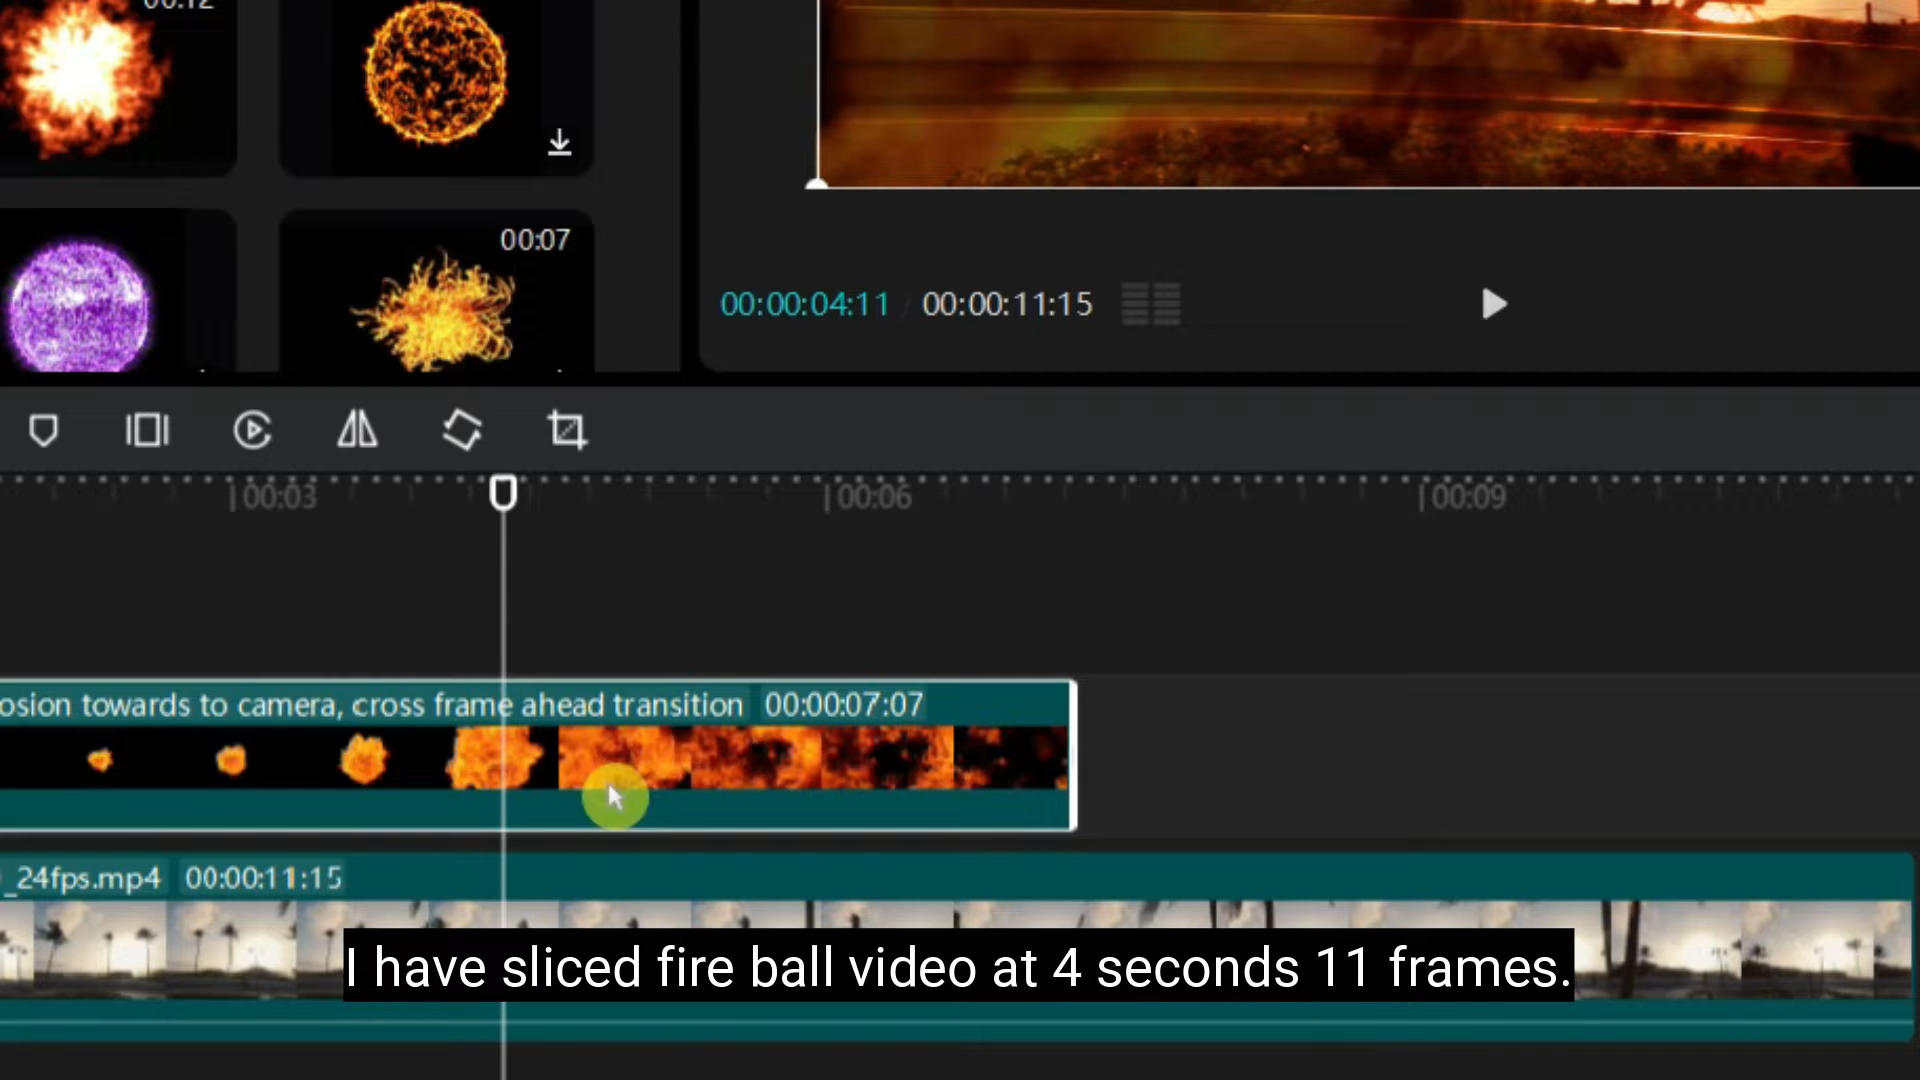 00:12
00:07
00:00:04:11 / 00:00:11:15
00:03
00:06
00:09
osion towards to camera, cross frame ahead transition 00:00:07:07
_24fps.mp4 00:00:11:15
I have sliced fire ball video at 4 seconds 11 frames.